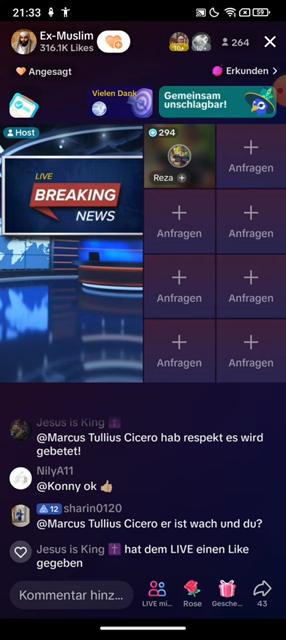 21:33
59
Ex-Muslim
316.1K Likes
10+
10+
264
Angesagt
Erkunden
Vielen Dank
Gemeinsam
unschlagbar!
Host
294
LIVE
BREAKING
NEWS
Reza
Anfragen
Anfragen
Anfragen
Anfragen
Anfragen
Anfragen
Anfragen
Jesus is King ✝️
@Marcus Tullius Cicero hab respekt es wird
gebetet!
NilyA11
@Konny ok 👍🏼
12 sharin0120
@Marcus Tullius Cicero er ist wach und du?
Jesus is King ✝️ hat dem LIVE einen Like
gegeben
Kommentar hinz...
LIVE mi...
Rose
Gesche...
43